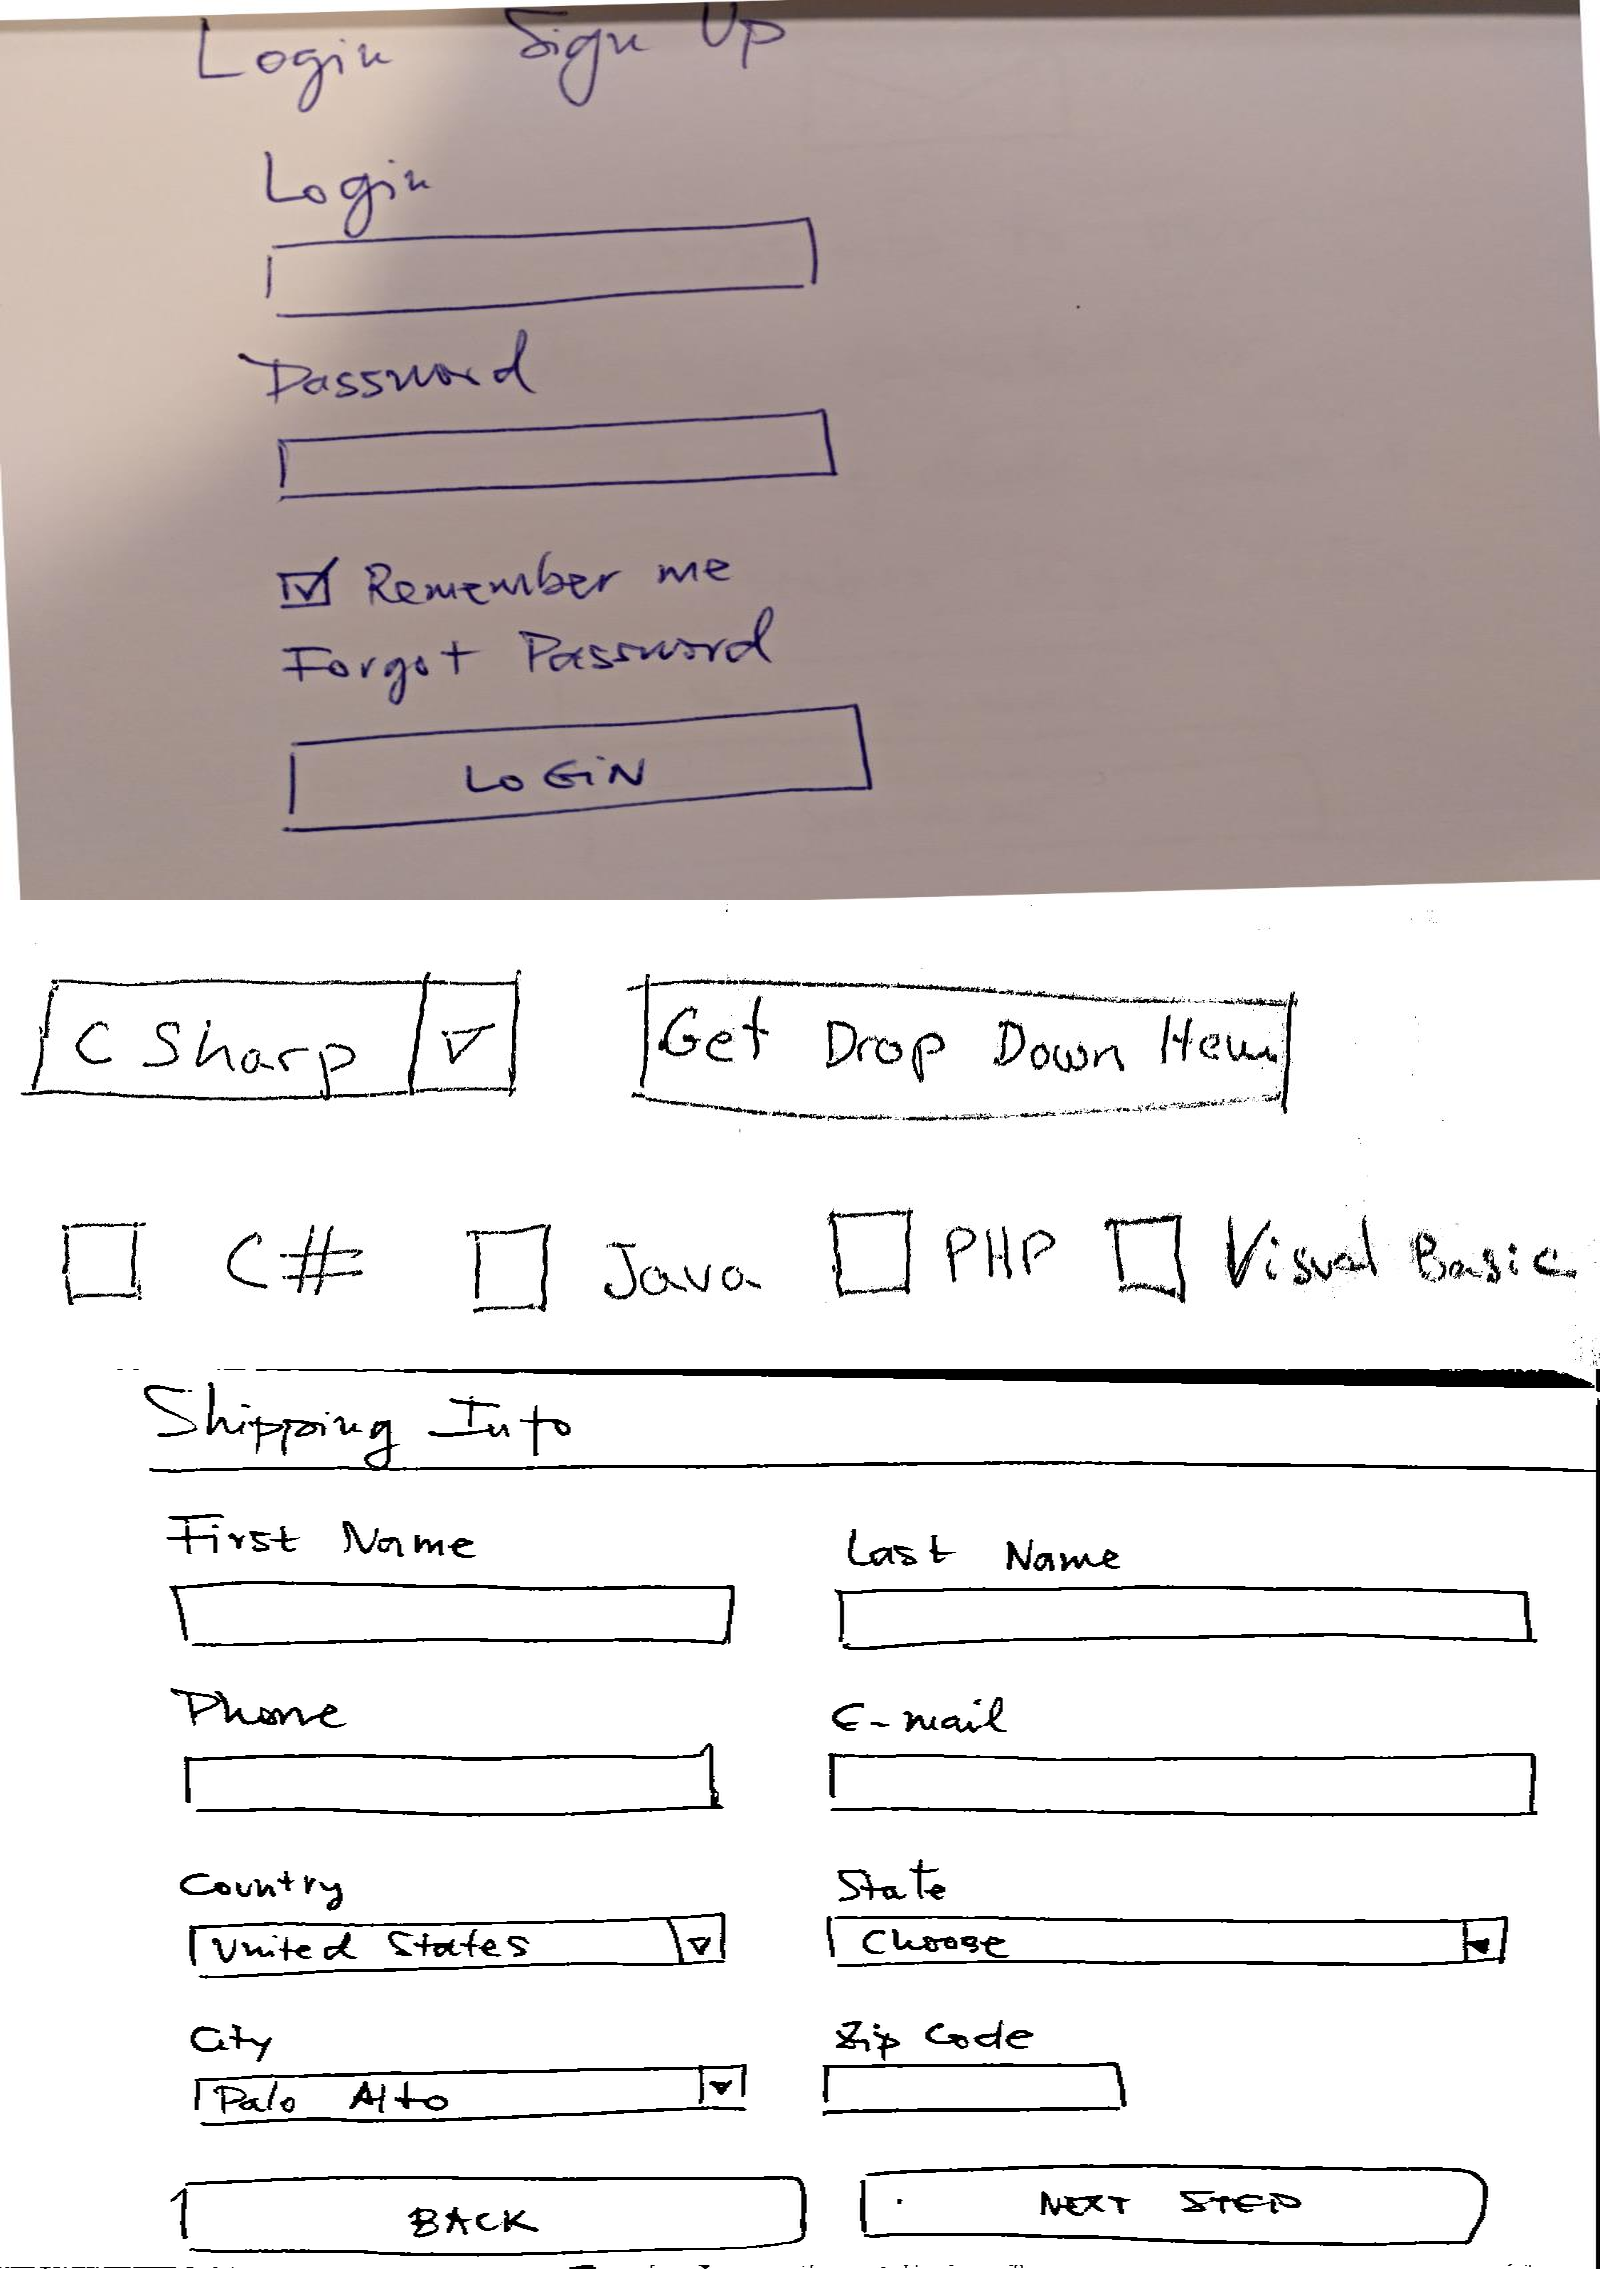 Login Sign Up
Login
Password
Remember me
Forgot Password
LOGIN
C Sharp Get Drop Down Item
C# Java PHP Visual Basic
Shipping Info
First Name Last Name
Phone E-mail
Country State
United States Choose
City Zip Code
Palo Alto
BACK NEXT STEP